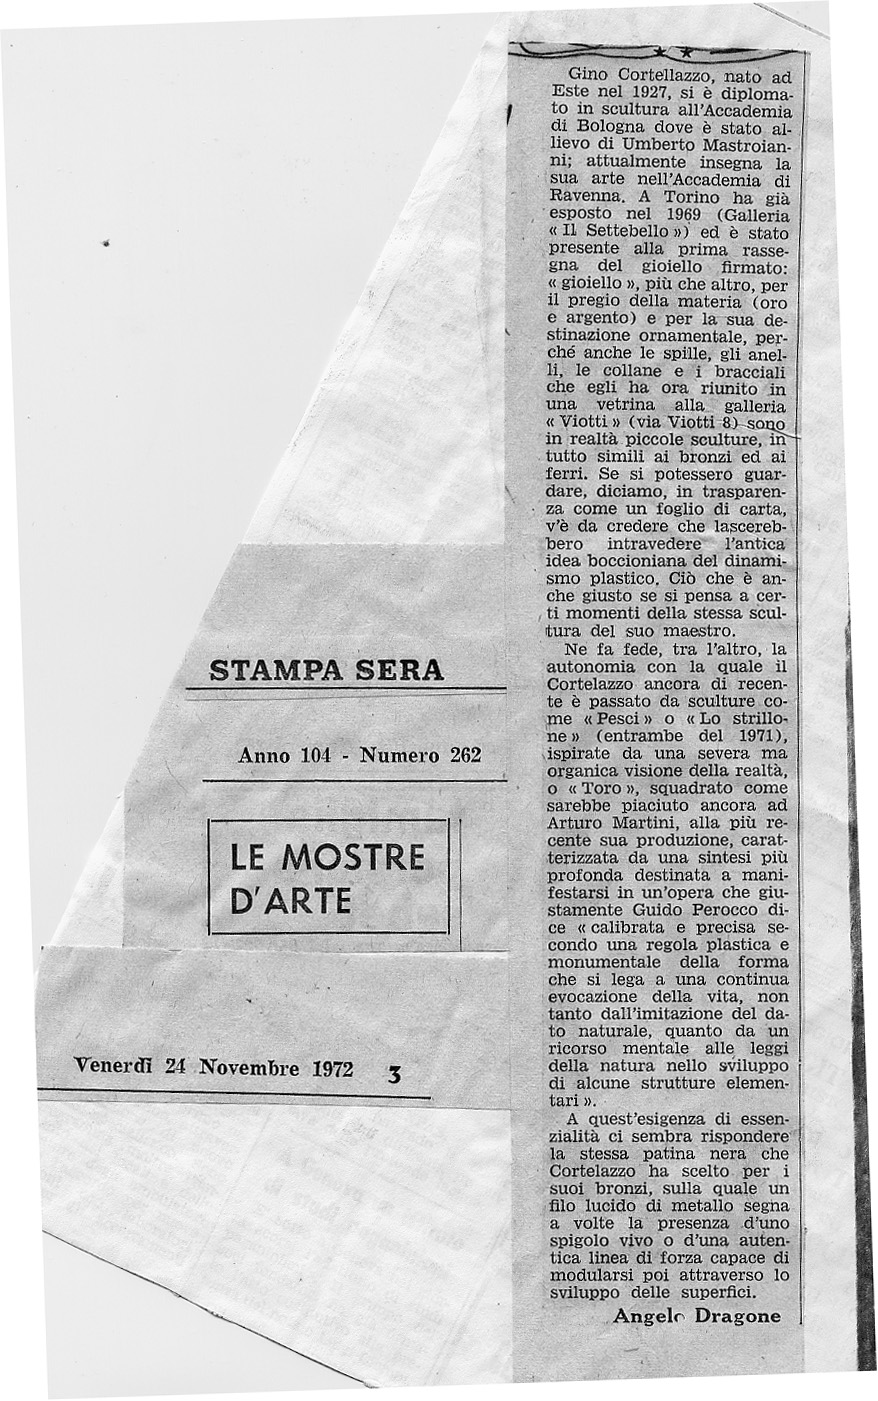 STAMPA SERA
Anno 104 - Numero 262
LE MOSTRE
D'ARTE
Venerdì 24 Novembre 1972 3
Gino Cortellazzo, nato ad
Este nel 1927, si è diploma-
to in scultura all'Accademia
di Bologna dove è stato al-
lievo di Umberto Mastroian-
ni; attualmente insegna la
sua arte nell'Accademia di
Ravenna. A Torino ha già
esposto nel 1969 (Galleria
« Il Settebello ») ed è stato
presente alla prima rasse-
gna del gioiello firmato:
« gioiello », più che altro, per
il pregio della materia (oro
e argento) e per la sua de-
stinazione ornamentale, per-
ché anche le spille, gli anel-
li, le collane e i bracciali
che egli ha ora riunito in
una vetrina alla galleria
« Viotti » (via Viotti 8) sono
in realtà piccole sculture, in
tutto simili ai bronzi ed ai
ferri. Se si potessero guar-
dare, diciamo, in trasparen-
za come un foglio di carta,
v'è da credere che lascereb-
bero intravedere l'antica
idea boccioniana del dinami-
smo plastico. Ciò che è an-
che giusto se si pensa a cer-
ti momenti della stessa scul-
tura del suo maestro.
Ne fa fede, tra l'altro, la
autonomia con la quale il
Cortelazzo ancora di recen-
te è passato da sculture co-
me « Pesci » o « Lo strillo-
ne » (entrambe del 1971),
ispirate da una severa ma
organica visione della realtà,
o « Toro », squadrato come
sarebbe piaciuto ancora ad
Arturo Martini, alla più re-
cente sua produzione, carat-
terizzata da una sintesi più
profonda destinata a mani-
festarsi in un'opera che giu-
stamente Guido Perocco di-
ce « calibrata e precisa se-
condo una regola plastica e
monumentale della forma
che si lega a una continua
evocazione della vita, non
tanto dall'imitazione del da-
to naturale, quanto da un
ricorso mentale alle leggi
della natura nello sviluppo
di alcune strutture elemen-
tari ».
A quest'esigenza di essen-
zialità ci sembra rispondere
la stessa patina nera che
Cortelazzo ha scelto per i
suoi bronzi, sulla quale un
filo lucido di metallo segna
a volte la presenza d'uno
spigolo vivo o d'una auten-
tica linea di forza capace di
modularsi poi attraverso lo
sviluppo delle superfici.
Angelo Dragone